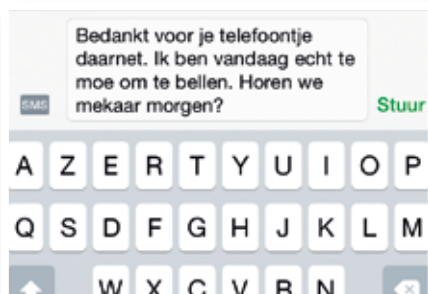 Bedankt voor je telefoontje
daarnet. Ik ben vandaag echt te
moe om te bellen. Horen we
mekaar morgen?
SMS
Stuur
A Z E R T Y U I O P
Q S D F G H J K L M
W X C V B N